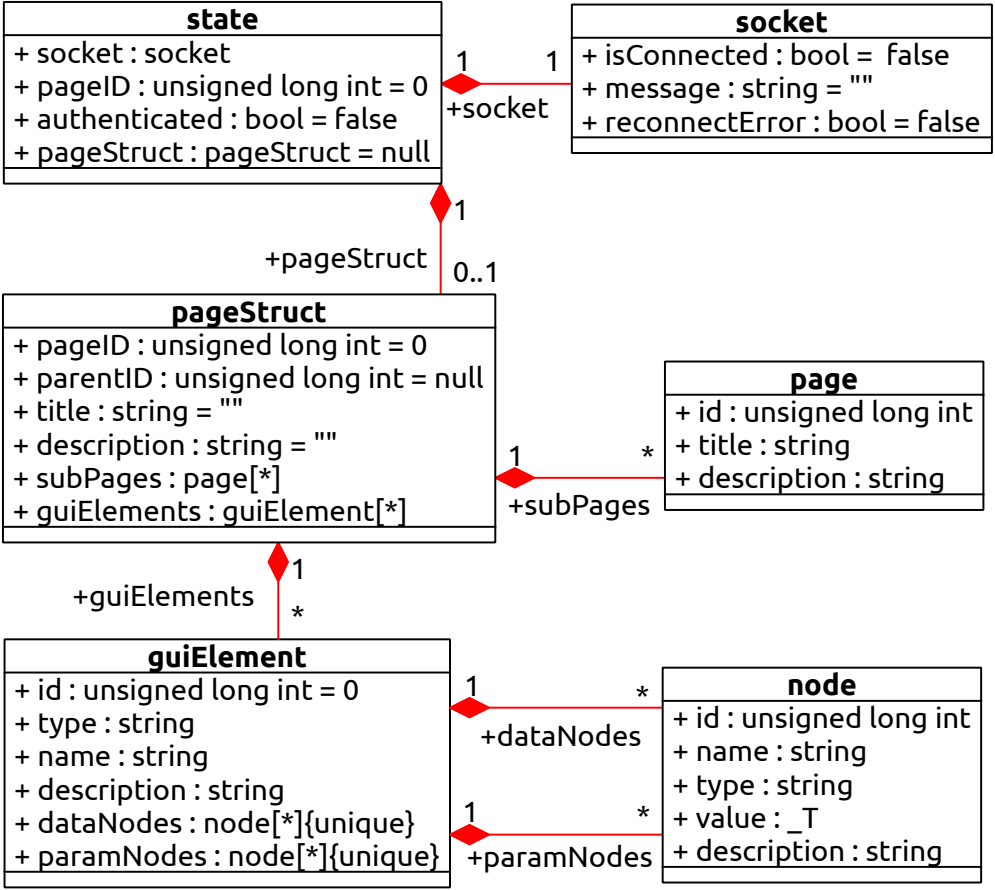 state
+ socket : socket
+ pageID : unsigned long int = 0
+ authenticated : bool = false
+ pageStruct : pageStruct = null
socket
+ isConnected : bool =  false
+ message : string = ""
+ reconnectError : bool = false
1
1
+socket
1
+pageStruct
0..1
pageStruct
+ pageID : unsigned long int = 0
+ parentID : unsigned long int = null
+ title : string = ""
+ description : string = ""
+ subPages : page[*]
+ guiElements : guiElement[*]
page
+ id : unsigned long int
+ title : string
+ description : string
1
*
+subPages
1
+guiElements
*
guiElement
+ id : unsigned long int = 0
+ type : string
+ name : string
+ description : string
+ dataNodes : node[*]{unique}
+ paramNodes : node[*]{unique}
1
*
+dataNodes
1
*
+paramNodes
node
+ id : unsigned long int
+ name : string
+ type : string
+ value : _T
+ description : string